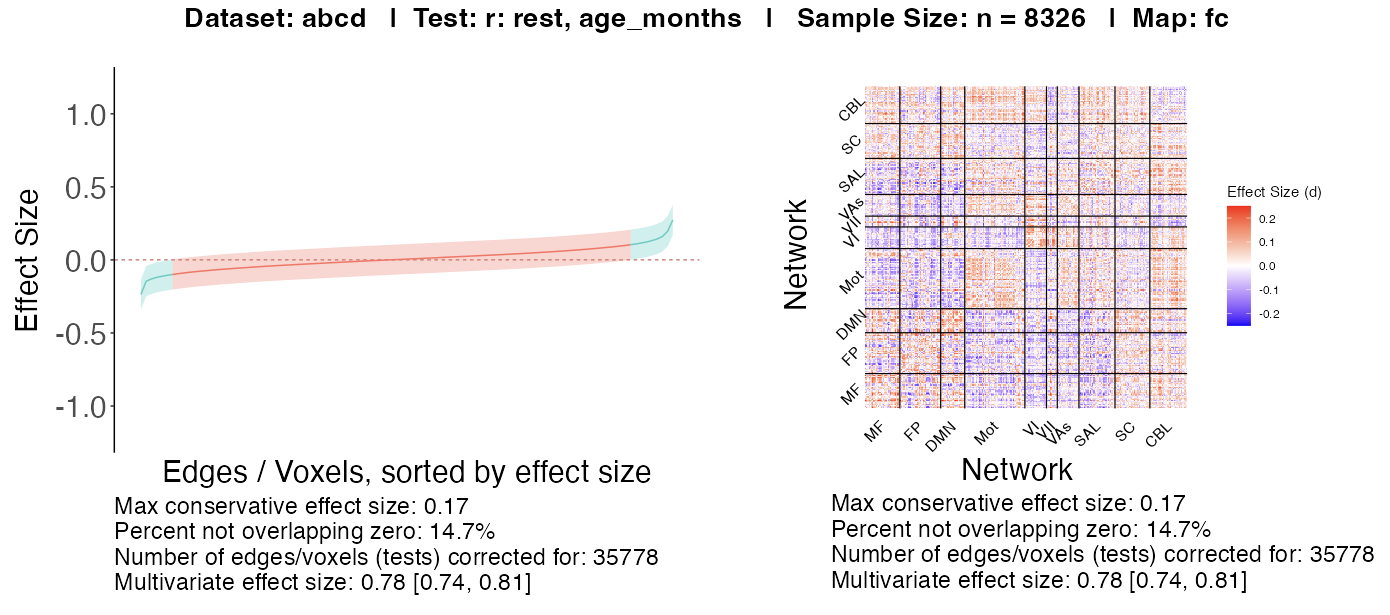 Dataset: abcd | Test: r: rest, age_months | Sample Size: n = 8326 | Map: fc
Effect Size
1.0
0.5
0.0
-0.5
-1.0
Edges / Voxels, sorted by effect size
Max conservative effect size: 0.17
Percent not overlapping zero: 14.7%
Number of edges/voxels (tests) corrected for: 35778
Multivariate effect size: 0.78 [0.74, 0.81]
Network
CBL
SC
SAL
VAs
VII
VI
Mot
DMN
FP
MF
MF
FP
DMN
Mot
VI
VII
VAs
SAL
SC
CBL
Network
Effect Size (d)
0.2
0.1
0.0
-0.1
-0.2
Max conservative effect size: 0.17
Percent not overlapping zero: 14.7%
Number of edges/voxels (tests) corrected for: 35778
Multivariate effect size: 0.78 [0.74, 0.81]